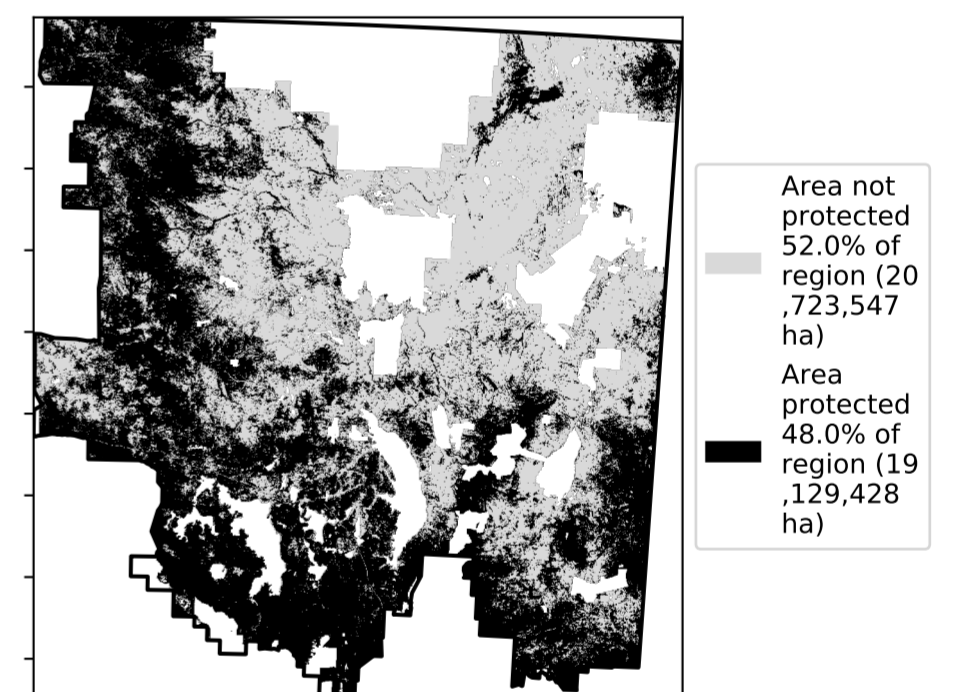 Area not
protected
52.0% of
region (20
,723,547
ha)
Area
protected
48.0% of
region (19
,129,428
ha)